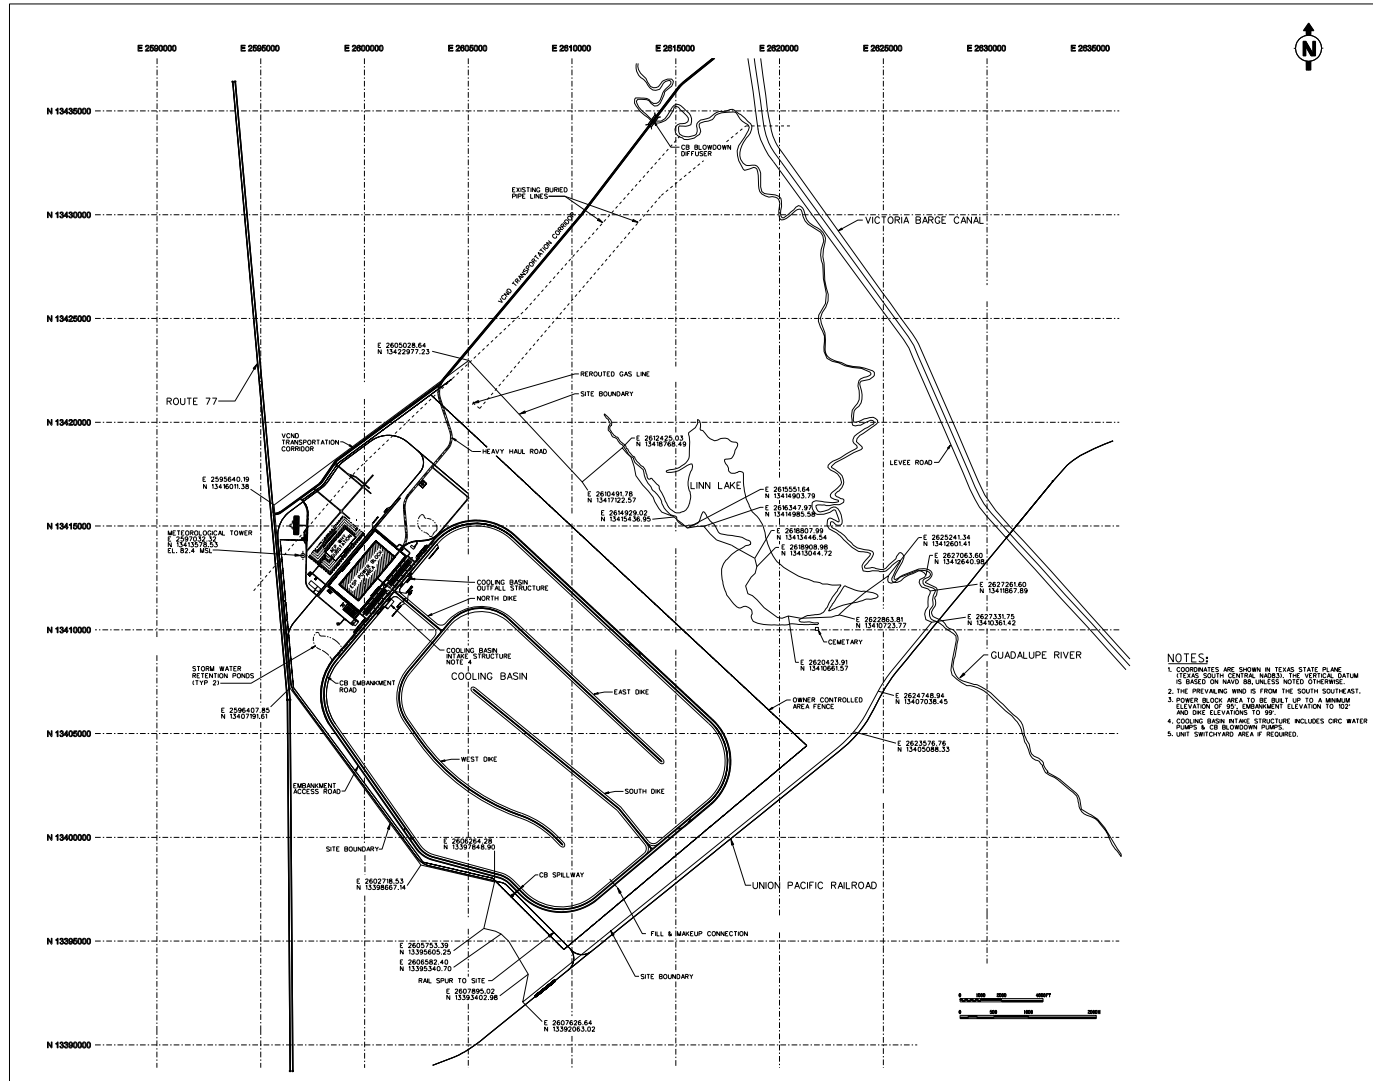 N
E 2590000 E 2595000 E 2600000 E 2605000 E 2610000 E 2615000 E 2620000 E 2625000 E 2630000 E 2635000
N 13435000
CB BLOWDOWN
DIFFUSER
EXISTING BURIED
PIPE LINES
N 13430000
VICTORIA BARGE CANAL
VCND TRANSPORTATION CORRIDOR
N 13425000
E 2605028.64
N 13422977.23
REROUTED GAS LINE
SITE BOUNDARY
ROUTE 77
N 13420000
VCND
TRANSPORTATION
CORRIDOR
HEAVY HAUL ROAD
E 2612425.03
N 13418768.49
LEVEE ROAD
E 2595640.19
N 13416011.38
E 2610491.78
N 13417122.57
LINN LAKE
E 2615551.64
N 13414903.79
E 2616347.97
N 13414985.58
E 2614929.02
N 13415436.95
N 13415000
METEOROLOGICAL TOWER
E 2597032.32
N 13413578.53
EL. 82.4 MSL
E 2618807.99
N 13413446.54
E 2618908.98
N 13413044.72
E 2625241.34
N 13412601.41
E 2627063.60
N 13412640.98
E 2627261.60
N 13411867.89
COOLING BASIN
OUTFALL STRUCTURE
NORTH DIKE
E 2622863.81
N 13410723.77
E 2627331.75
N 13410361.42
N 13410000
CEMETARY
COOLING BASIN
INTAKE STRUCTURE
NOTE 4
E 2620423.91
N 13410661.57
GUADALUPE RIVER
STORM WATER
RETENTION PONDS
(TYP 2)
CB EMBANKMENT
ROAD
COOLING BASIN
EAST DIKE
OWNER CONTROLLED
AREA FENCE
E 2624748.94
N 13407038.45
E 2596407.85
N 13407191.61
N 13405000
E 2623576.76
N 13405088.33
WEST DIKE
SOUTH DIKE
EMBANKMENT
ACCESS ROAD
N 13400000
SITE BOUNDARY
E 2606264.28
N 13397848.90
E 2602718.53
N 13398667.14
CB SPILLWAY
UNION PACIFIC RAILROAD
N 13395000
E 2605753.39
N 13395605.25
FILL & MAKEUP CONNECTION
E 2606582.40
N 13395340.70
RAIL SPUR TO SITE
SITE BOUNDARY
E 2607895.02
N 13393402.98
E 2607626.64
N 13392063.02
N 13390000
NOTES:
1. COORDINATES ARE SHOWN IN TEXAS STATE PLANE
(TEXAS SOUTH CENTRAL NAD83). THE VERTICAL DATUM
IS BASED ON NAVD 88, UNLESS NOTED OTHERWISE.
2. THE PREVAILING WIND IS FROM THE SOUTH SOUTHEAST.
3. POWER BLOCK AREA TO BE BUILT UP TO A MINIMUM
ELEVATION OF 95', EMBANKMENT ELEVATION TO 102'
AND DIKE ELEVATIONS TO 99'.
4. COOLING BASIN INTAKE STRUCTURE INCLUDES CIRC WATER
PUMPS & CB BLOWDOWN PUMPS.
5. UNIT SWITCHYARD AREA IF REQUIRED.